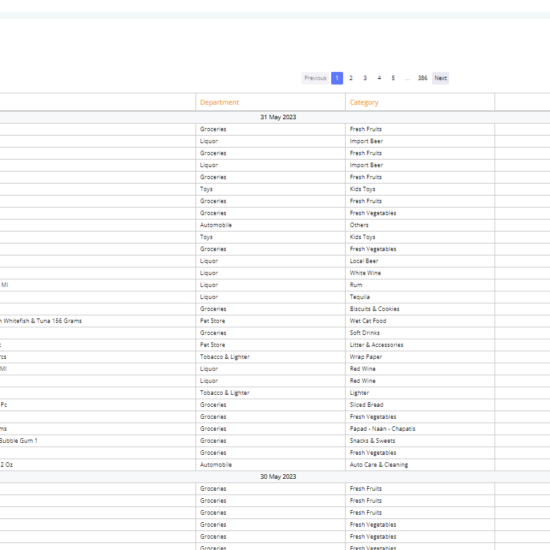 Previous 1 2 3 4 5 ... 386 Next
Department Category
31 May 2023
Groceries Fresh Fruits
Liquor Import Beer
Groceries Fresh Fruits
Liquor Import Beer
Groceries Fresh Fruits
Toys Kids Toys
Groceries Fresh Fruits
Groceries Fresh Vegetables
Automobile Others
Toys Kids Toys
Groceries Fresh Vegetables
Liquor Local Beer
Liquor White Wine
Ml Liquor Rum
Liquor Tequila
Groceries Biscuits & Cookies
Whitefish & Tuna 156 Grams Pet Store Wet Cat Food
Groceries Soft Drinks
Pet Store Litter & Accessories
Tobacco & Lighter Wrap Paper
Ml Liquor Red Wine
Liquor Red Wine
Tobacco & Lighter Lighter
Pc Groceries Sliced Bread
Groceries Fresh Vegetables
Groceries Papad - Naan - Chapatis
Bubble Gum 1 Groceries Snacks & Sweets
Groceries Fresh Vegetables
2 Oz Automobile Auto Care & Cleaning
30 May 2023
Groceries Fresh Fruits
Groceries Fresh Fruits
Groceries Fresh Fruits
Groceries Fresh Vegetables
Groceries Fresh Vegetables
Groceries Fresh Vegetables